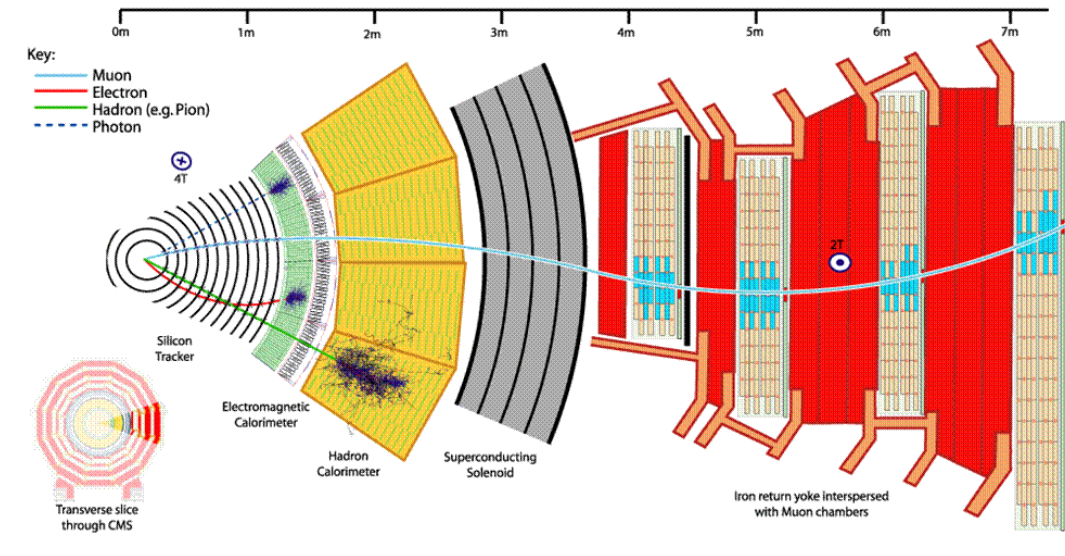 0m 1m 2m 3m 4m 5m 6m 7m
Key:
Muon
Electron
Hadron (e.g. Pion)
Photon
4T
2T
Silicon
Tracker
Electromagnetic
Calorimeter
Hadron
Calorimeter
Superconducting
Solenoid
Iron return yoke interspersed
with Muon chambers
Transverse slice
through CMS